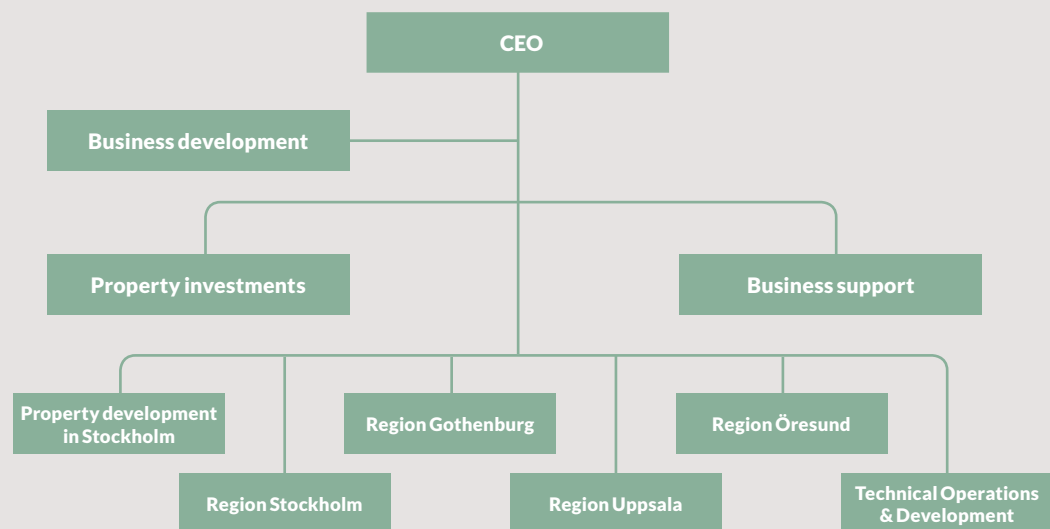 CEO
Business development
Property investments
Business support
Property development
in Stockholm
Region Gothenburg
Region Öresund
Region Stockholm
Region Uppsala
Technical Operations
& Development